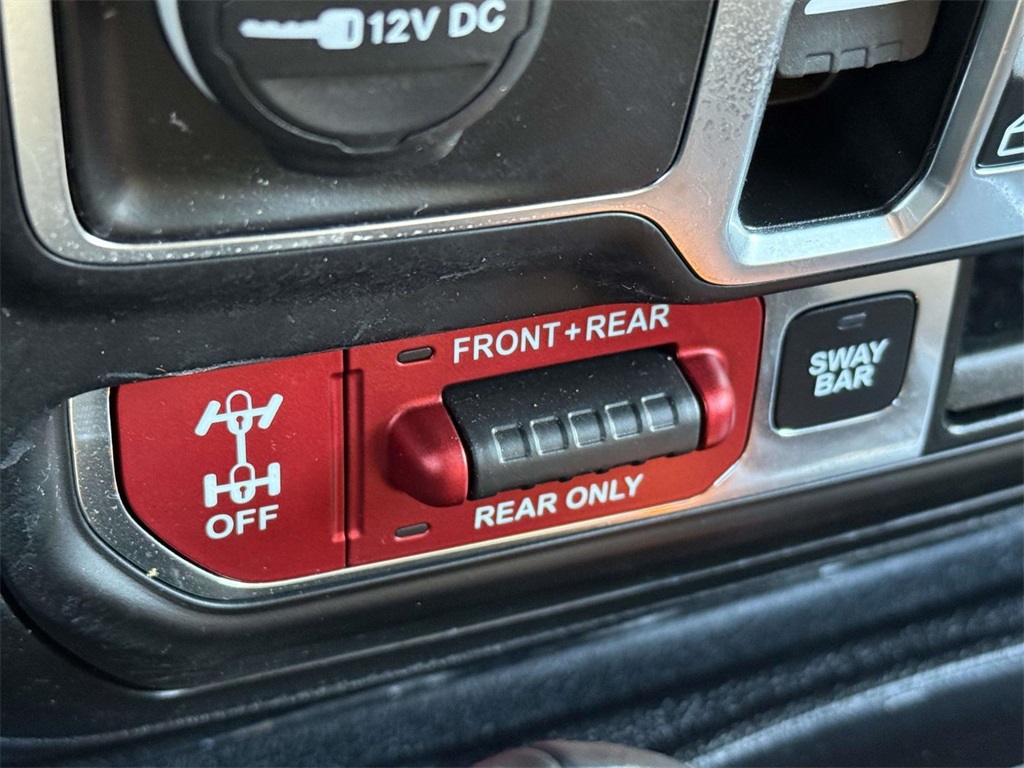 12V DC
FRONT+REAR
SWAY
BAR
OFF
REAR ONLY